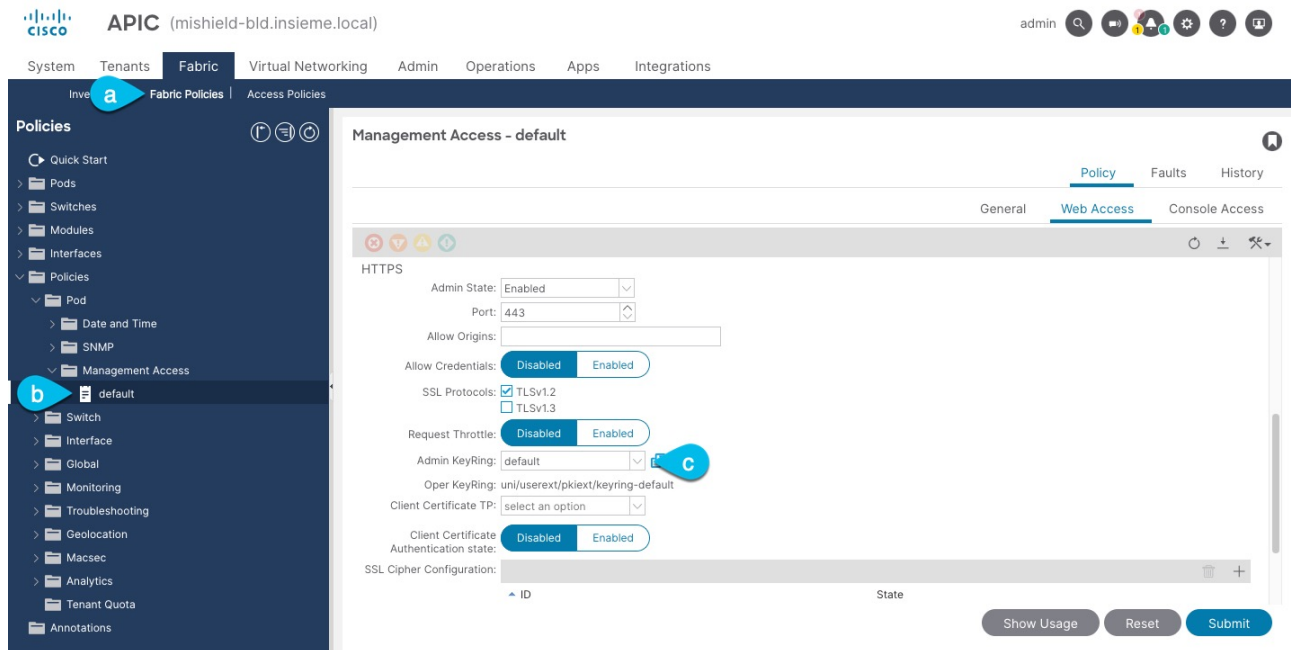 CISCO
APIC (mishield-bld.insieme.local)
admin
1 1
System Tenants Fabric Virtual Networking Admin Operations Apps Integrations
Inve a Fabric Policies | Access Policies
Policies
Quick Start
Pods
Switches
Modules
Interfaces
Policies
Pod
Date and Time
SNMP
Management Access
b default
Switch
Interface
Global
Monitoring
Troubleshooting
Geolocation
Macsec
Analytics
Tenant Quota
Annotations
Management Access - default
Policy Faults History
General Web Access Console Access
HTTPS
Admin State: Enabled
Port: 443
Allow Origins:
Allow Credentials: Disabled Enabled
SSL Protocols: TLSv1.2
TLSv1.3
Request Throttle: Disabled Enabled
Admin KeyRing: default c
Oper KeyRing: uni/userext/pkiext/keyring-default
Client Certificate TP: select an option
Client Certificate
Authentication state: Disabled Enabled
SSL Cipher Configuration:
ID State
Show Usage Reset Submit